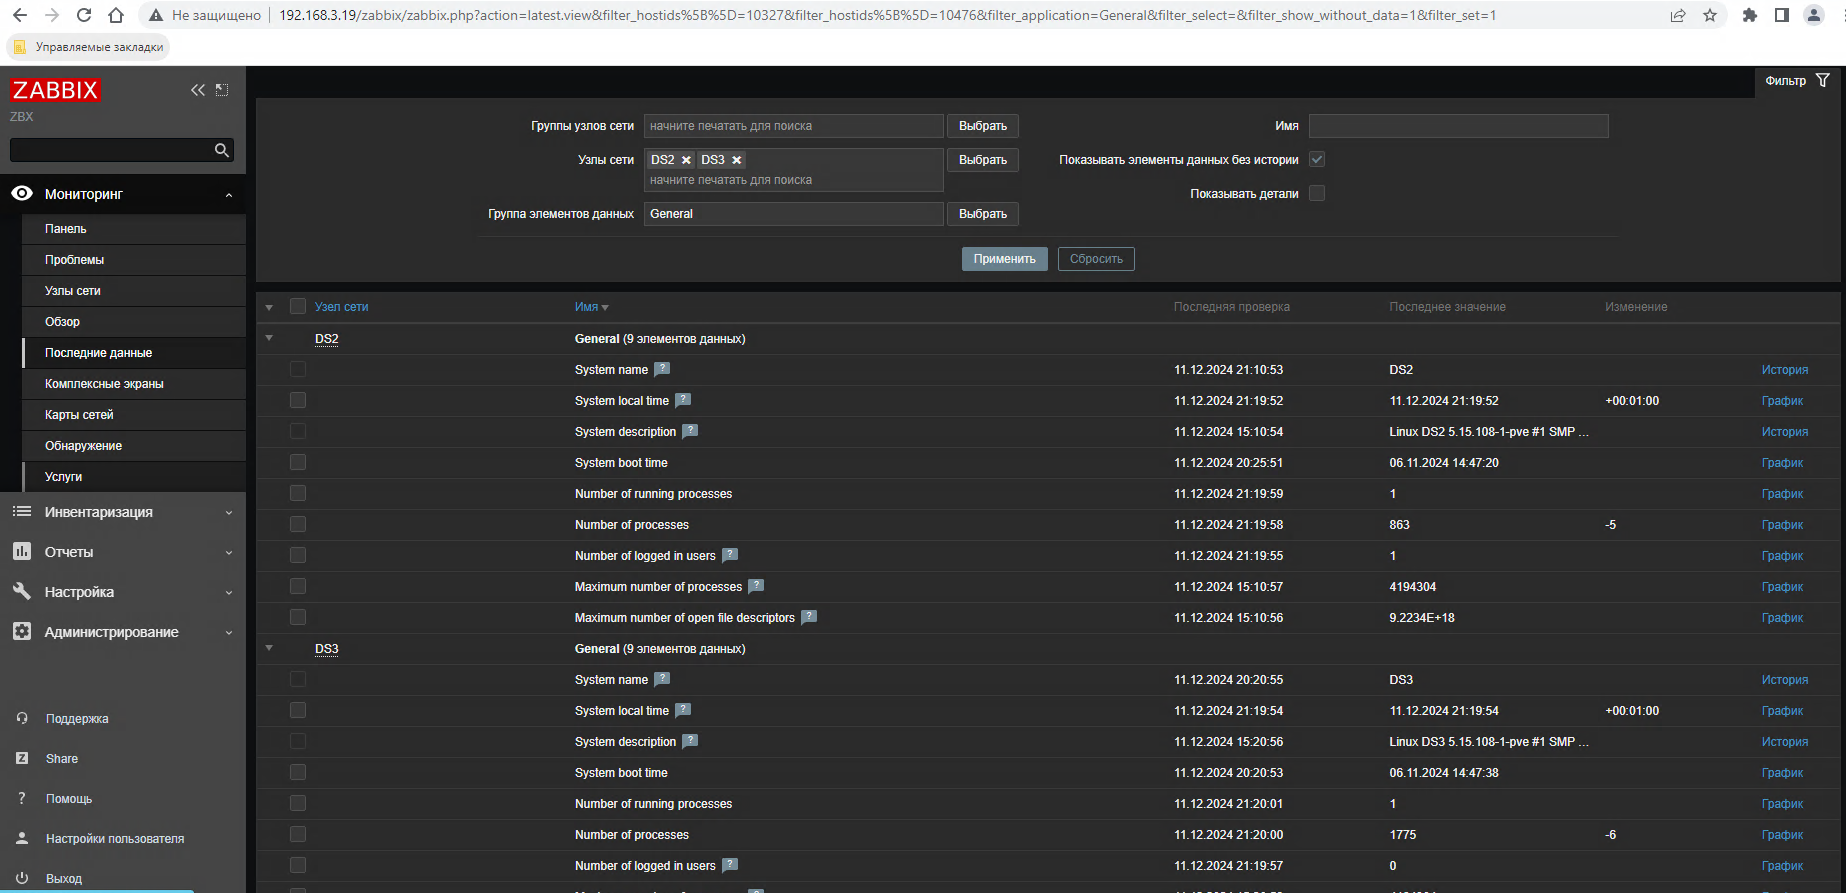 Не защищено
192.168.3.19/zabbix/zabbix.php?action=latest.view&filter_hostids%5B%5D=10327&filter_hostids%5B%5D=10476&filter_application=General&filter_select=&filter_show_without_data=1&filter_set=1
Управляемые закладки
ZABBIX
ZBX
Мониторинг
Панель
Проблемы
Узлы сети
Обзор
Последние данные
Комплексные экраны
Карты сетей
Обнаружение
Услуги
Инвентаризация
Отчеты
Настройка
Администрирование
Поддержка
Z Share
? Помощь
Настройки пользователя
Выход
Фильтр
Группы узлов сети начните печатать для поиска Выбрать
Имя
Узлы сети DS2 DS3 Выбрать
начните печатать для поиска
Показывать элементы данных без истории
Показывать детали
Группа элементов данных General Выбрать
Применить Сбросить
Узел сети Имя Последняя проверка Последнее значение Изменение
DS2 General (9 элементов данных)
System name ? 11.12.2024 21:10:53 DS2 История
System local time ? 11.12.2024 21:19:52 11.12.2024 21:19:52 +00:01:00 График
System description ? 11.12.2024 15:10:54 Linux DS2 5.15.108-1-pve #1 SMP ... История
System boot time 11.12.2024 20:25:51 06.11.2024 14:47:20 График
Number of running processes 11.12.2024 21:19:59 1 График
Number of processes 11.12.2024 21:19:58 863 -5 График
Number of logged in users ? 11.12.2024 21:19:55 1 График
Maximum number of processes ? 11.12.2024 15:10:57 4194304 График
Maximum number of open file descriptors ? 11.12.2024 15:10:56 9.2234E+18 График
DS3 General (9 элементов данных)
System name ? 11.12.2024 20:20:55 DS3 История
System local time ? 11.12.2024 21:19:54 11.12.2024 21:19:54 +00:01:00 График
System description ? 11.12.2024 15:20:56 Linux DS3 5.15.108-1-pve #1 SMP ... История
System boot time 11.12.2024 20:20:53 06.11.2024 14:47:38 График
Number of running processes 11.12.2024 21:20:01 1 График
Number of processes 11.12.2024 21:20:00 1775 -6 График
Number of logged in users ? 11.12.2024 21:19:57 0 График